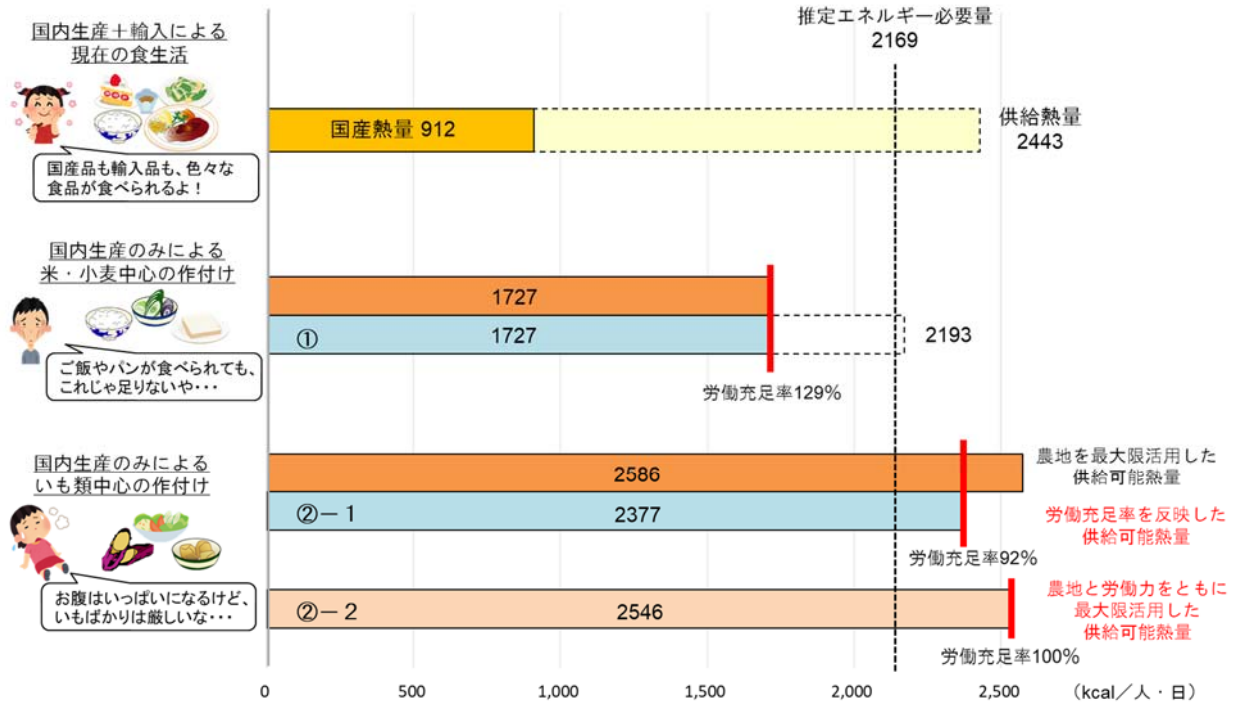 推定エネルギー必要量
2169
国内生産＋輸入による
現在の食生活
国産品も輸入品も、色々な
食品が食べられるよ！
国産熱量 912
供給熱量
2443
国内生産のみによる
米・小麦中心の作付け
ご飯やパンが食べられても、
これじゃ足りないや・・・
1727
① 1727
2193
労働充足率129%
国内生産のみによる
いも類中心の作付け
お腹はいっぱいになるけど、
いもばかりは厳しいな・・・
2586
農地を最大限活用した
供給可能熱量
②－１ 2377
労働充足率を反映した
供給可能熱量
労働充足率92%
②－２ 2546
農地と労働力をともに
最大限活用した
供給可能熱量
労働充足率100%
0 500 1,000 1,500 2,000 2,500 （kcal／人・日）